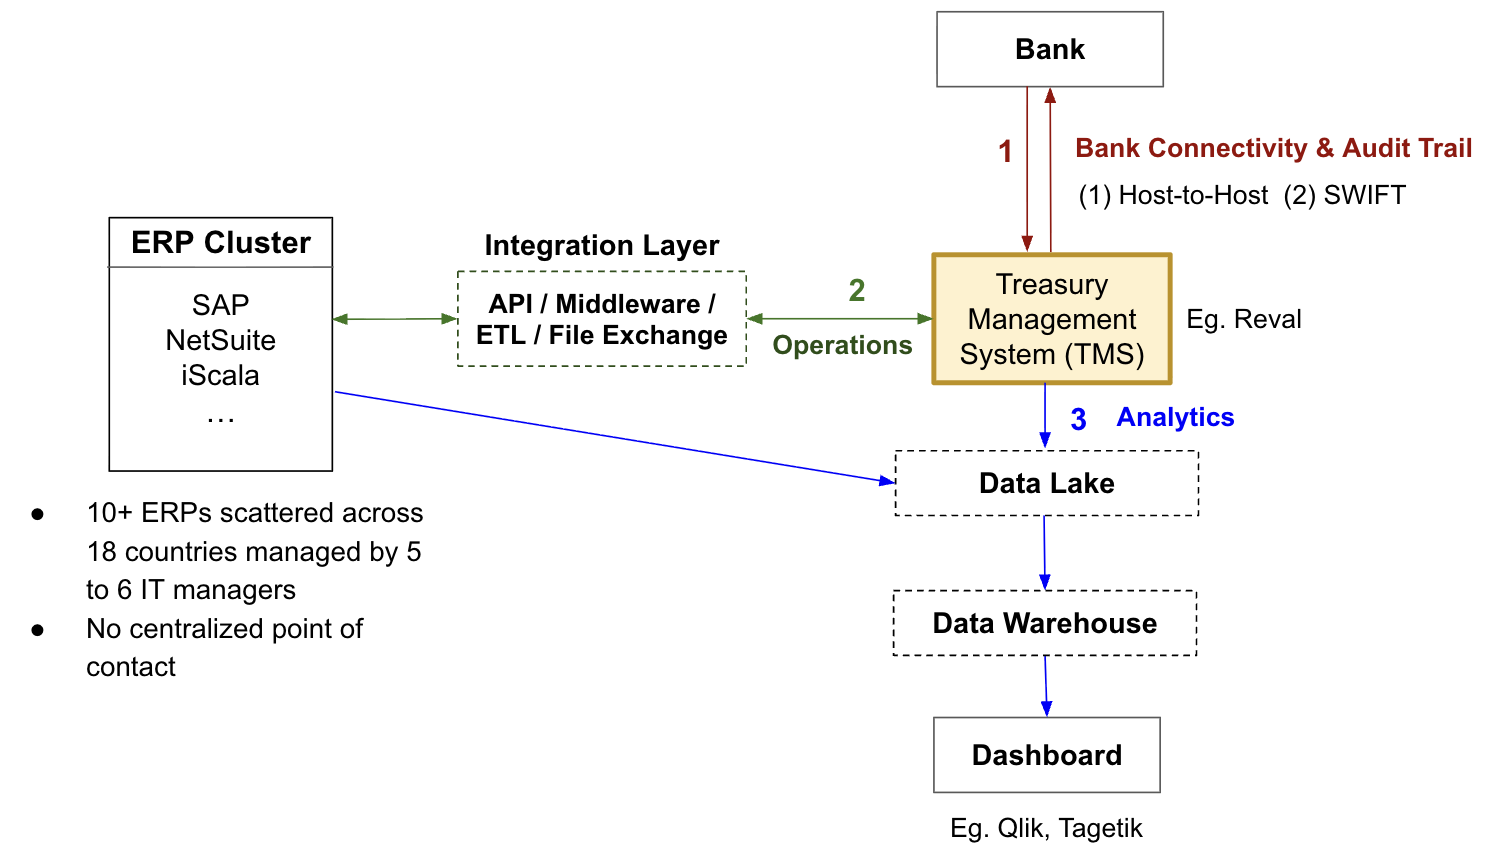 Bank
1
Bank Connectivity & Audit Trail
(1) Host-to-Host (2) SWIFT
ERP Cluster
SAP
NetSuite
iScala
…
Integration Layer
API / Middleware /
ETL / File Exchange
2
Operations
Treasury
Management
System (TMS)
Eg. Reval
3 Analytics
Data Lake
● 10+ ERPs scattered across
18 countries managed by 5
to 6 IT managers
● No centralized point of
contact
Data Warehouse
Dashboard
Eg. Qlik, Tagetik